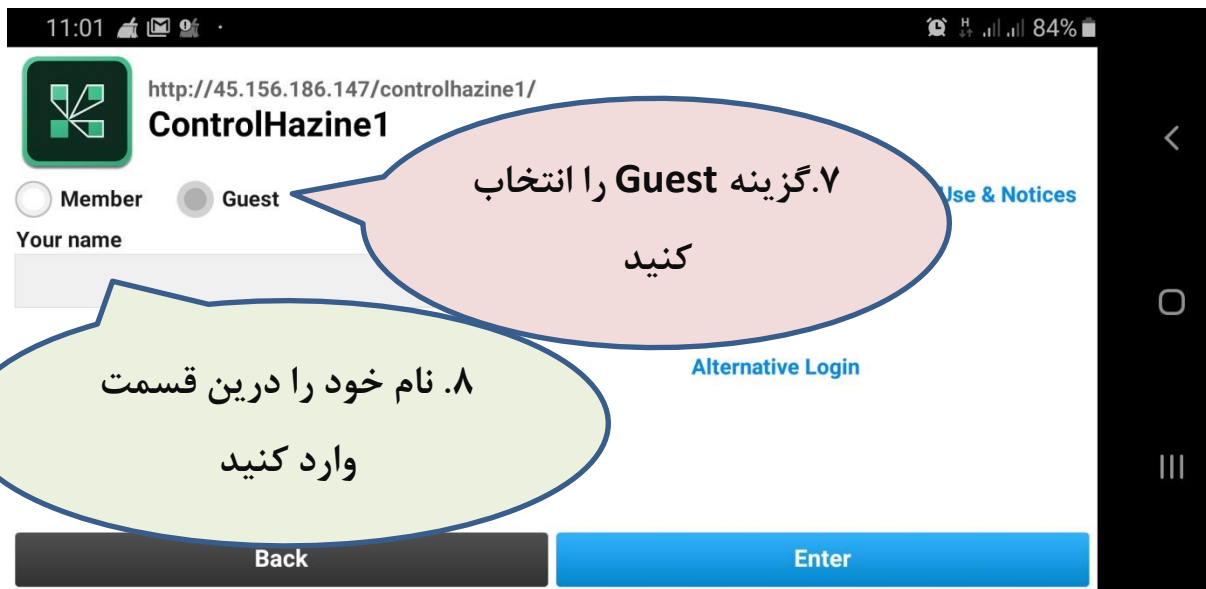 11:01
84%
http://45.156.186.147/controlhazine1/
ControlHazine1
Member
Guest
Use & Notices
۷.گزینه Guest را انتخاب
کنید
Your name
Alternative Login
۸. نام خود را درین قسمت
وارد کنید
Back
Enter